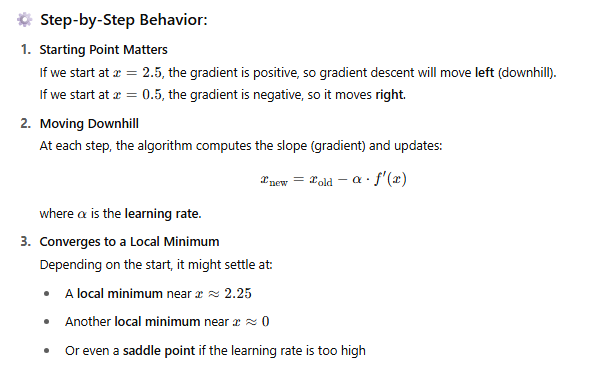 Step-by-Step Behavior:
1. Starting Point Matters
If we start at x = 2.5, the gradient is positive, so gradient descent will move left (downhill).
If we start at x = 0.5, the gradient is negative, so it moves right.
2. Moving Downhill
At each step, the algorithm computes the slope (gradient) and updates:
x_new = x_old − α · f′(x)
where α is the learning rate.
3. Converges to a Local Minimum
Depending on the start, it might settle at:
• A local minimum near x ≈ 2.25
• Another local minimum near x ≈ 0
• Or even a saddle point if the learning rate is too high